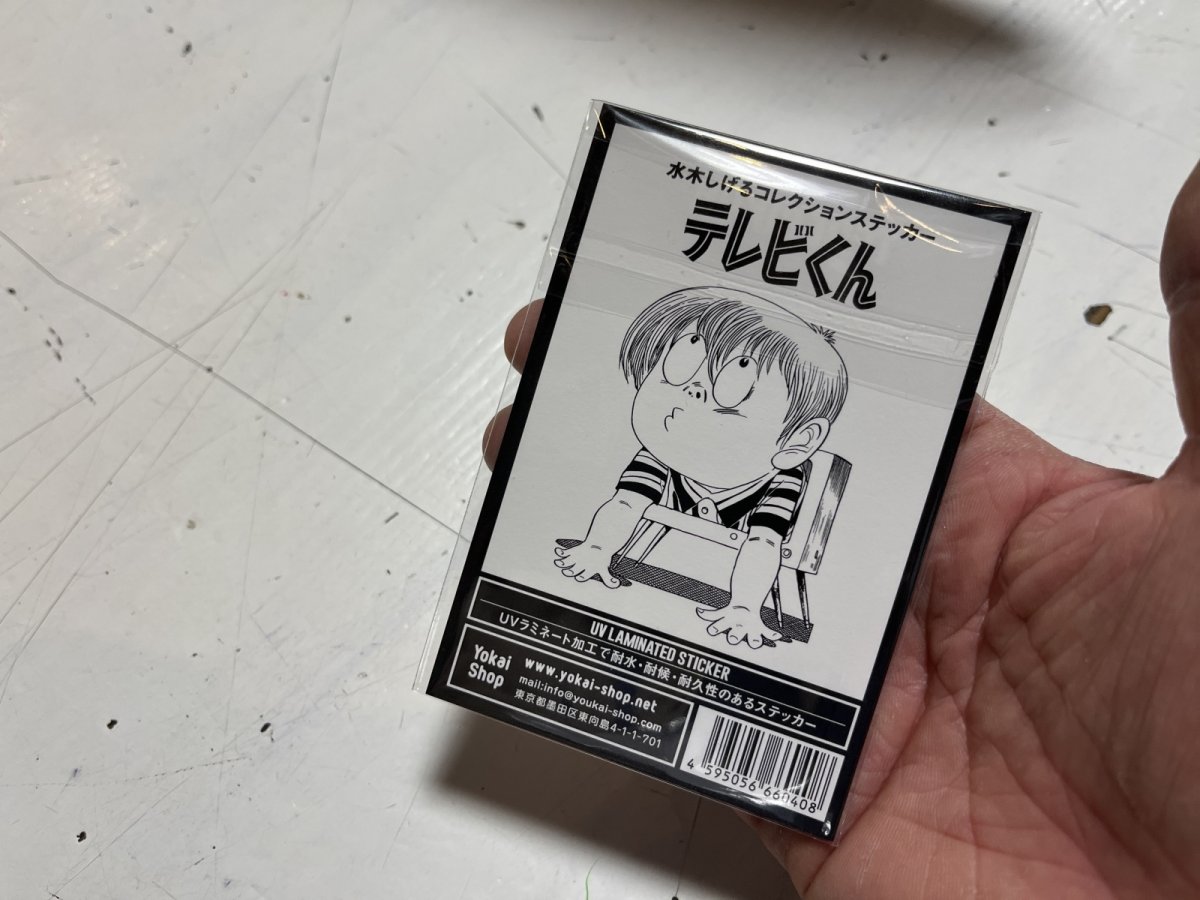 水木しげるコレクションステッカー
テレビくん
UV LAMINATED STICKER
UVラミネート加工で耐水・耐候・耐久性のあるステッカー
Yokai Shop
www.yokai-shop.net
mail:info@youkai-shop.com
東京都墨田区東向島4-1-1-701
4 595056 660408